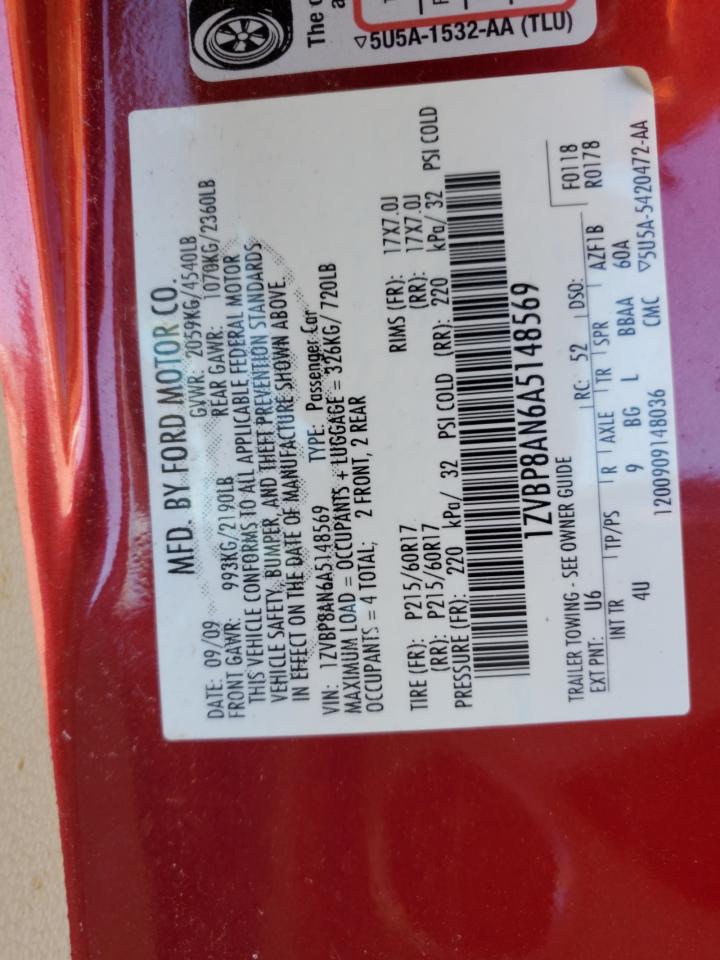 The
▽5U5A-1532-AA (TLU)
MFD. BY FORD MOTOR CO.
DATE: 09/09 GVWR: 2059KG/4540LB
FRONT GAWR: 993KG/2190LB REAR GAWR: 1070KG/2360LB
THIS VEHICLE CONFORMS TO ALL APPLICABLE FEDERAL MOTOR
VEHICLE SAFETY, BUMPER, AND THEFT PREVENTION STANDARDS
IN EFFECT ON THE DATE OF MANUFACTURE SHOWN ABOVE.
VIN: 1ZVBP8AN6A5148569 TYPE: Passenger Car
MAXIMUM LOAD = OCCUPANTS + LUGGAGE = 326KG/ 720LB
OCCUPANTS = 4 TOTAL; 2 FRONT, 2 REAR
TIRE (FR): P215/60R17 RIMS (FR): 17X7.0J
(RR): P215/60R17 (RR): 17X7.0J
PRESSURE (FR): 220 kPa/ 32 PSI COLD (RR): 220 kPa/ 32 PSI COLD
1ZVBP8AN6A5148569
TRAILER TOWING - SEE OWNER GUIDE
EXT PNT: U6 RC: 52 DSO: F0118
R0178
INT TR TP/PS R AXLE TR SPR AZF1B
4U 9 BG L BBAA 60A
1200909148036 CMC ▽5U5A-5420472-AA